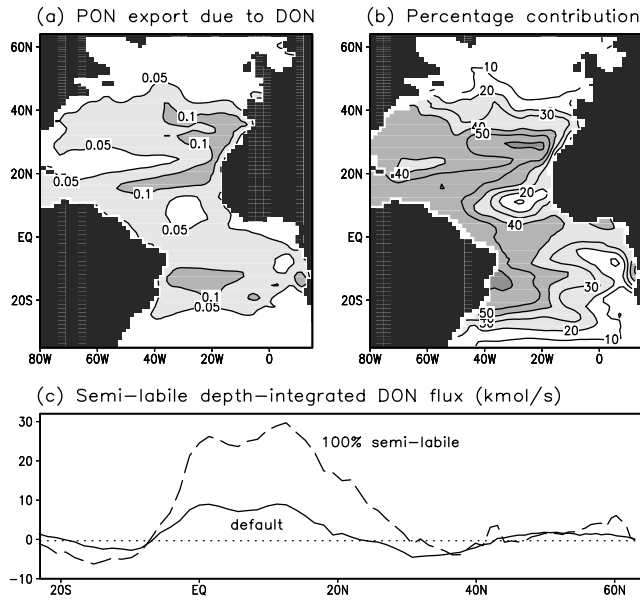 (a) PON export due to DON
(b) Percentage contribution
60N
40N
20N
EQ
20S
80W
60W
40W
20W
0
0.05
0.1
0.1
0.05
0.05
0.1
0.05
0.1
0.05
60N
40N
20N
EQ
20S
80W
60W
40W
20W
0
10
20
30
40
50
40
20
40
30
50
20
10
(c) Semi-labile depth-integrated DON flux (kmol/s)
30
20
10
0
-10
100% semi-labile
default
20S
EQ
20N
40N
60N